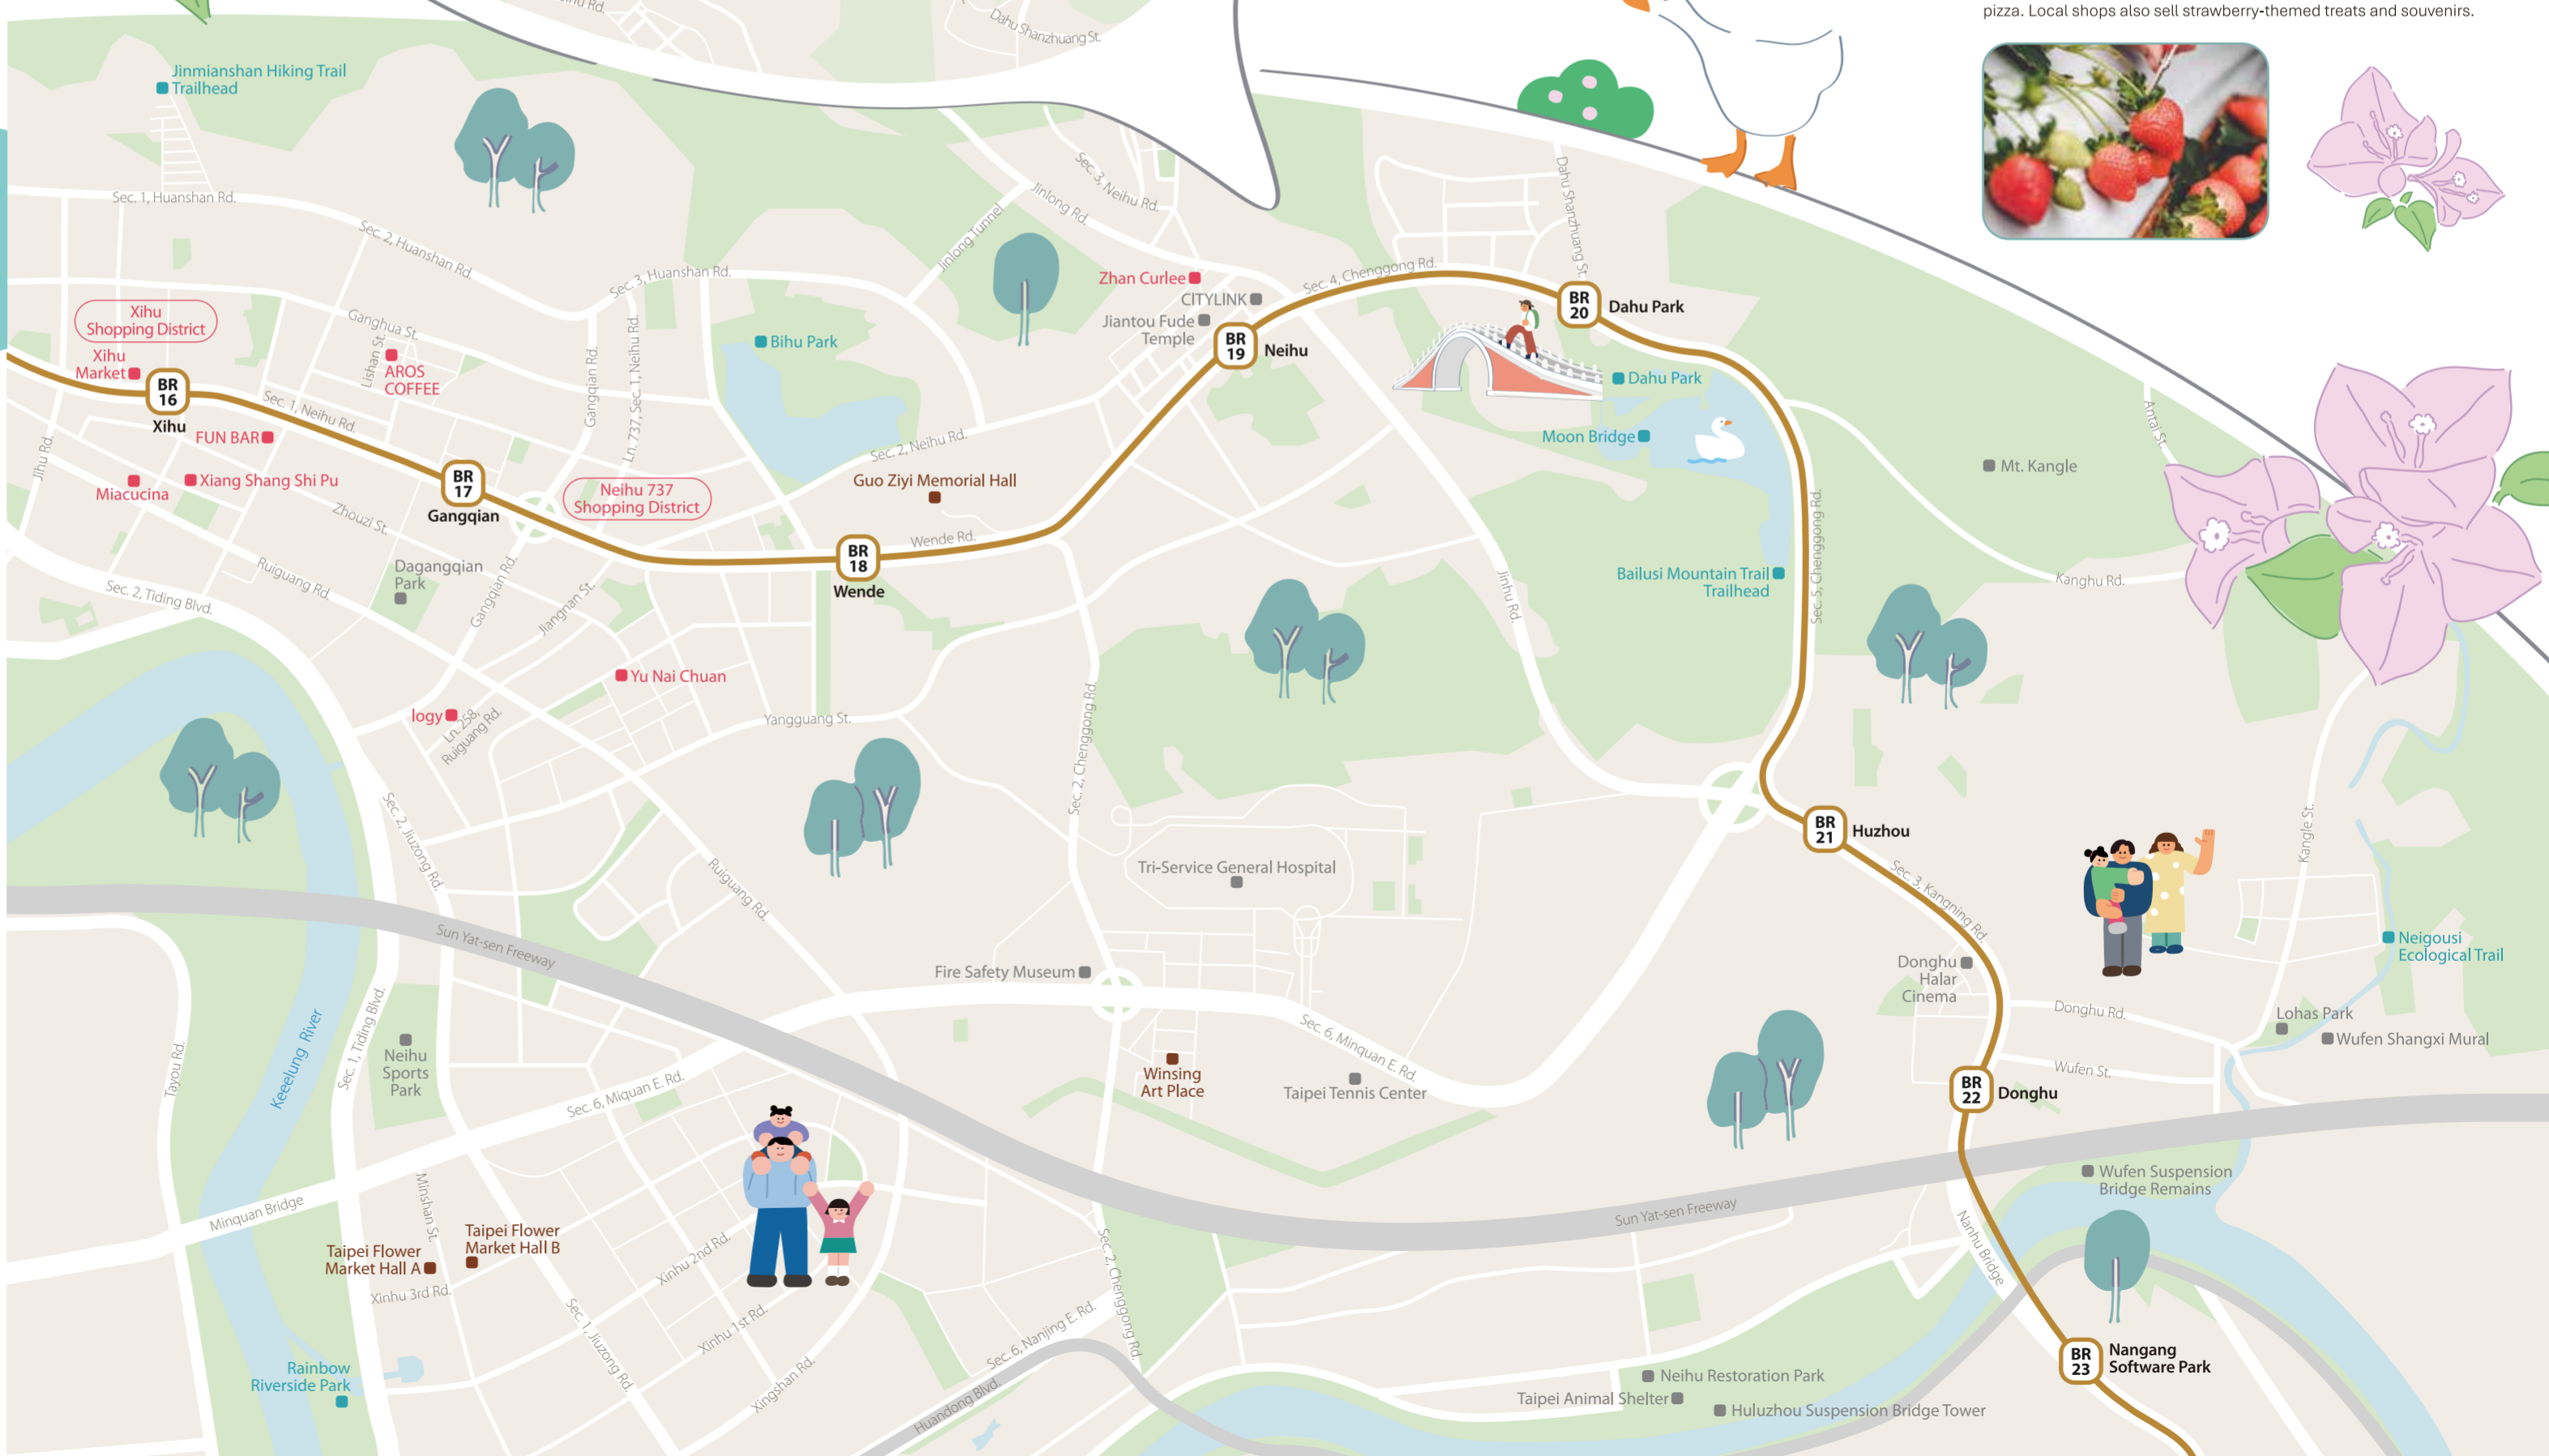 pizza. Local shops also sell strawberry-themed treats and souvenirs.
Neihu Rd.
Dahu Shanzhuang St.
Jinmianshan Hiking Trail
Trailhead
Sec. 1, Huanshan Rd.
Sec. 2, Huanshan Rd.
Sec. 3, Huanshan Rd.
Jinlong Tunnel
Jinlong Rd.
Sec. 3, Neihu Rd.
Dahu Shanzhuang St.
Zhan Curlee
CITYLINK
Jiantou Fude
Temple
Sec. 4, Chenggong Rd.
BR
19
Neihu
BR
20
Dahu Park
Xihu
Shopping District
Xihu
Market
BR
16
Xihu
Ganghua St.
Lishan St.
AROS
COFFEE
Gangqian Rd.
Ln. 737, Sec. 1, Neihu Rd.
Bihu Park
Sec. 1, Neihu Rd.
FUN BAR
Jihu Rd.
Miacucina
Xiang Shang Shi Pu
BR
17
Gangqian
Neihu 737
Shopping District
Sec. 2, Neihu Rd.
Guo Ziyi Memorial Hall
Dahu Park
Moon Bridge
Mt. Kangle
Antai St.
Zhouzi St.
Wende Rd.
BR
18
Wende
Dagangqian
Park
Gangqian Rd.
Jiangnan St.
Ruiguang Rd.
Sec. 2, Tiding Blvd.
Jinhu Rd.
Bailusi Mountain Trail
Trailhead
Sec. 5, Chenggong Rd.
Kanghu Rd.
Yu Nai Chuan
logy
Ln. 258,
Ruiguang Rd.
Yangguang St.
Sec. 2, Chenggong Rd.
Sec. 2, Jiuzong Rd.
Ruiguang Rd.
Tri-Service General Hospital
BR
21
Huzhou
Sec. 3, Kangning Rd.
Kangle St.
Neigousi
Ecological Trail
Sun Yat-sen Freeway
Fire Safety Museum
Donghu
Halar
Cinema
Donghu Rd.
Lohas Park
Wufen Shangxi Mural
Wufen St.
Keelung River
Tayou Rd.
Sec. 1, Tiding Blvd.
Neihu
Sports
Park
Sec. 6, Miquan E. Rd.
Winsing
Art Place
Sec. 6, Minquan E. Rd.
Taipei Tennis Center
BR
22
Donghu
Minquan Bridge
Minshan St.
Taipei Flower
Market Hall A
Taipei Flower
Market Hall B
Xinhu 3rd Rd.
Xinhu 2nd Rd.
Xinhu 1st Rd.
Sec. 1, Jiuzong Rd.
Xingshan Rd.
Sec. 2, Chenggong Rd.
Sec. 6, Nanjing E. Rd.
Huandong Blvd.
Sun Yat-sen Freeway
Wufen Suspension
Bridge Remains
Nanhu Bridge
BR
23
Nangang
Software Park
Rainbow
Riverside Park
Neihu Restoration Park
Taipei Animal Shelter
Huluzhou Suspension Bridge Tower